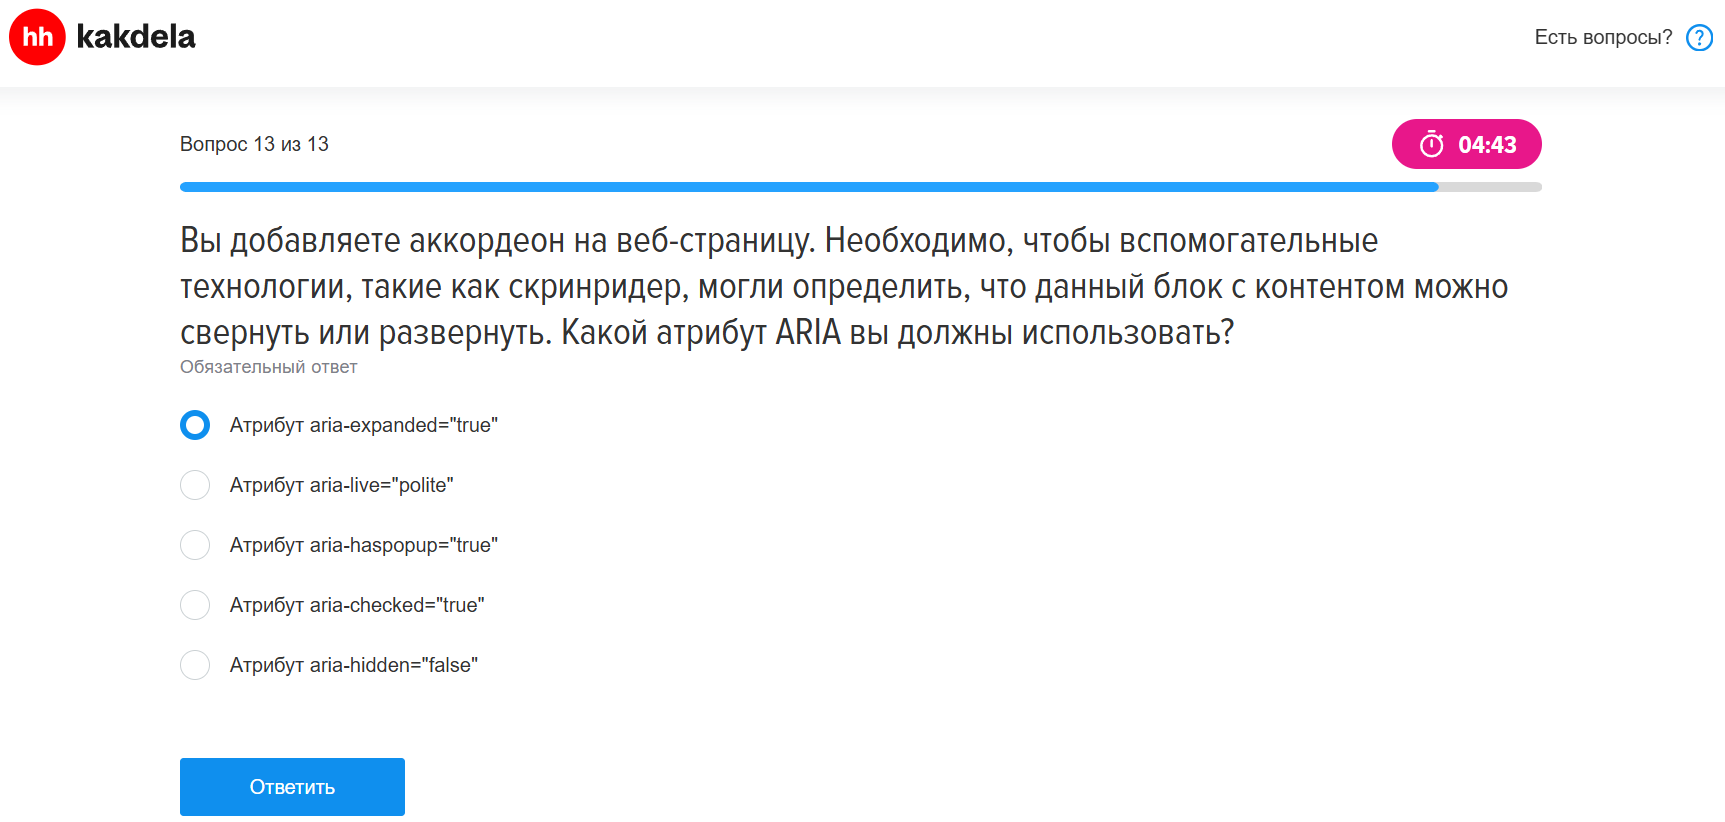 hh kakdela
Есть вопросы? ?
Вопрос 13 из 13
04:43
Вы добавляете аккордеон на веб-страницу. Необходимо, чтобы вспомогательные
технологии, такие как скринридер, могли определить, что данный блок с контентом можно
свернуть или развернуть. Какой атрибут ARIA вы должны использовать?
Обязательный ответ
Атрибут aria-expanded="true"
Атрибут aria-live="polite"
Атрибут aria-haspopup="true"
Атрибут aria-checked="true"
Атрибут aria-hidden="false"
Ответить